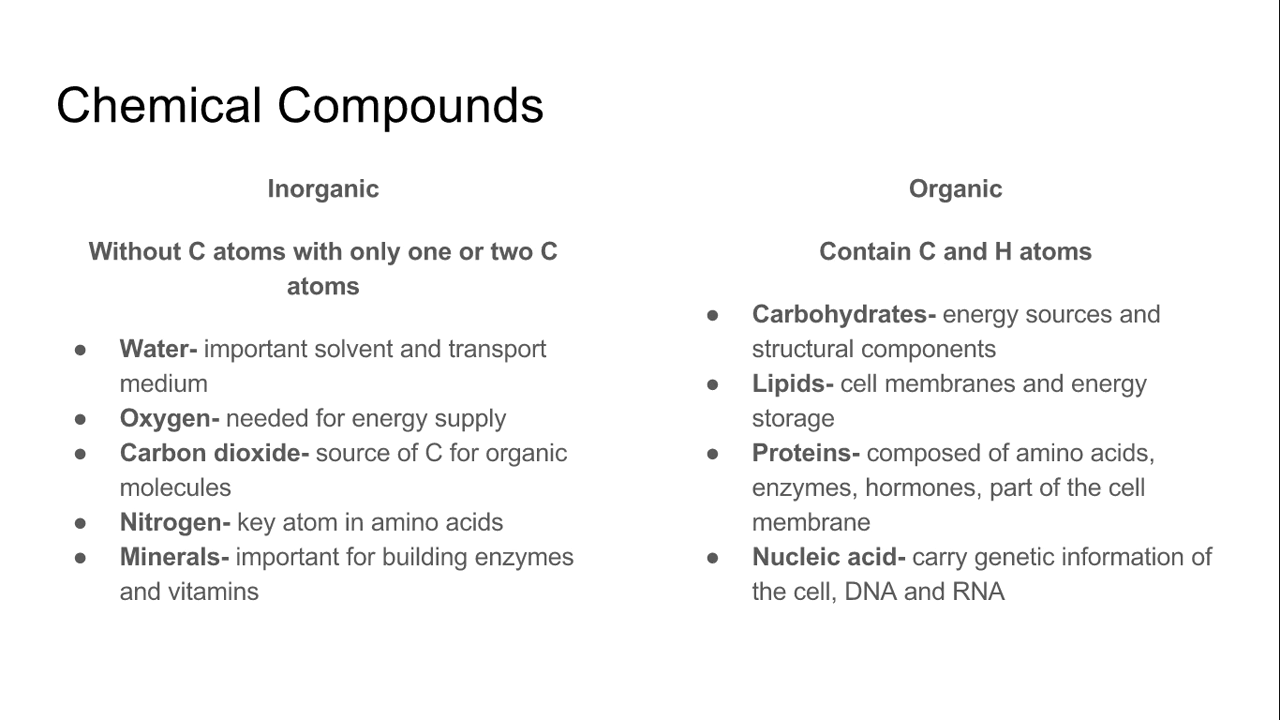 Chemical Compounds
Inorganic
Without C atoms with only one or two C
atoms
● Water- important solvent and transport
medium
● Oxygen- needed for energy supply
● Carbon dioxide- source of C for organic
molecules
● Nitrogen- key atom in amino acids
● Minerals- important for building enzymes
and vitamins
Organic
Contain C and H atoms
● Carbohydrates- energy sources and
structural components
● Lipids- cell membranes and energy
storage
● Proteins- composed of amino acids,
enzymes, hormones, part of the cell
membrane
● Nucleic acid- carry genetic information of
the cell, DNA and RNA